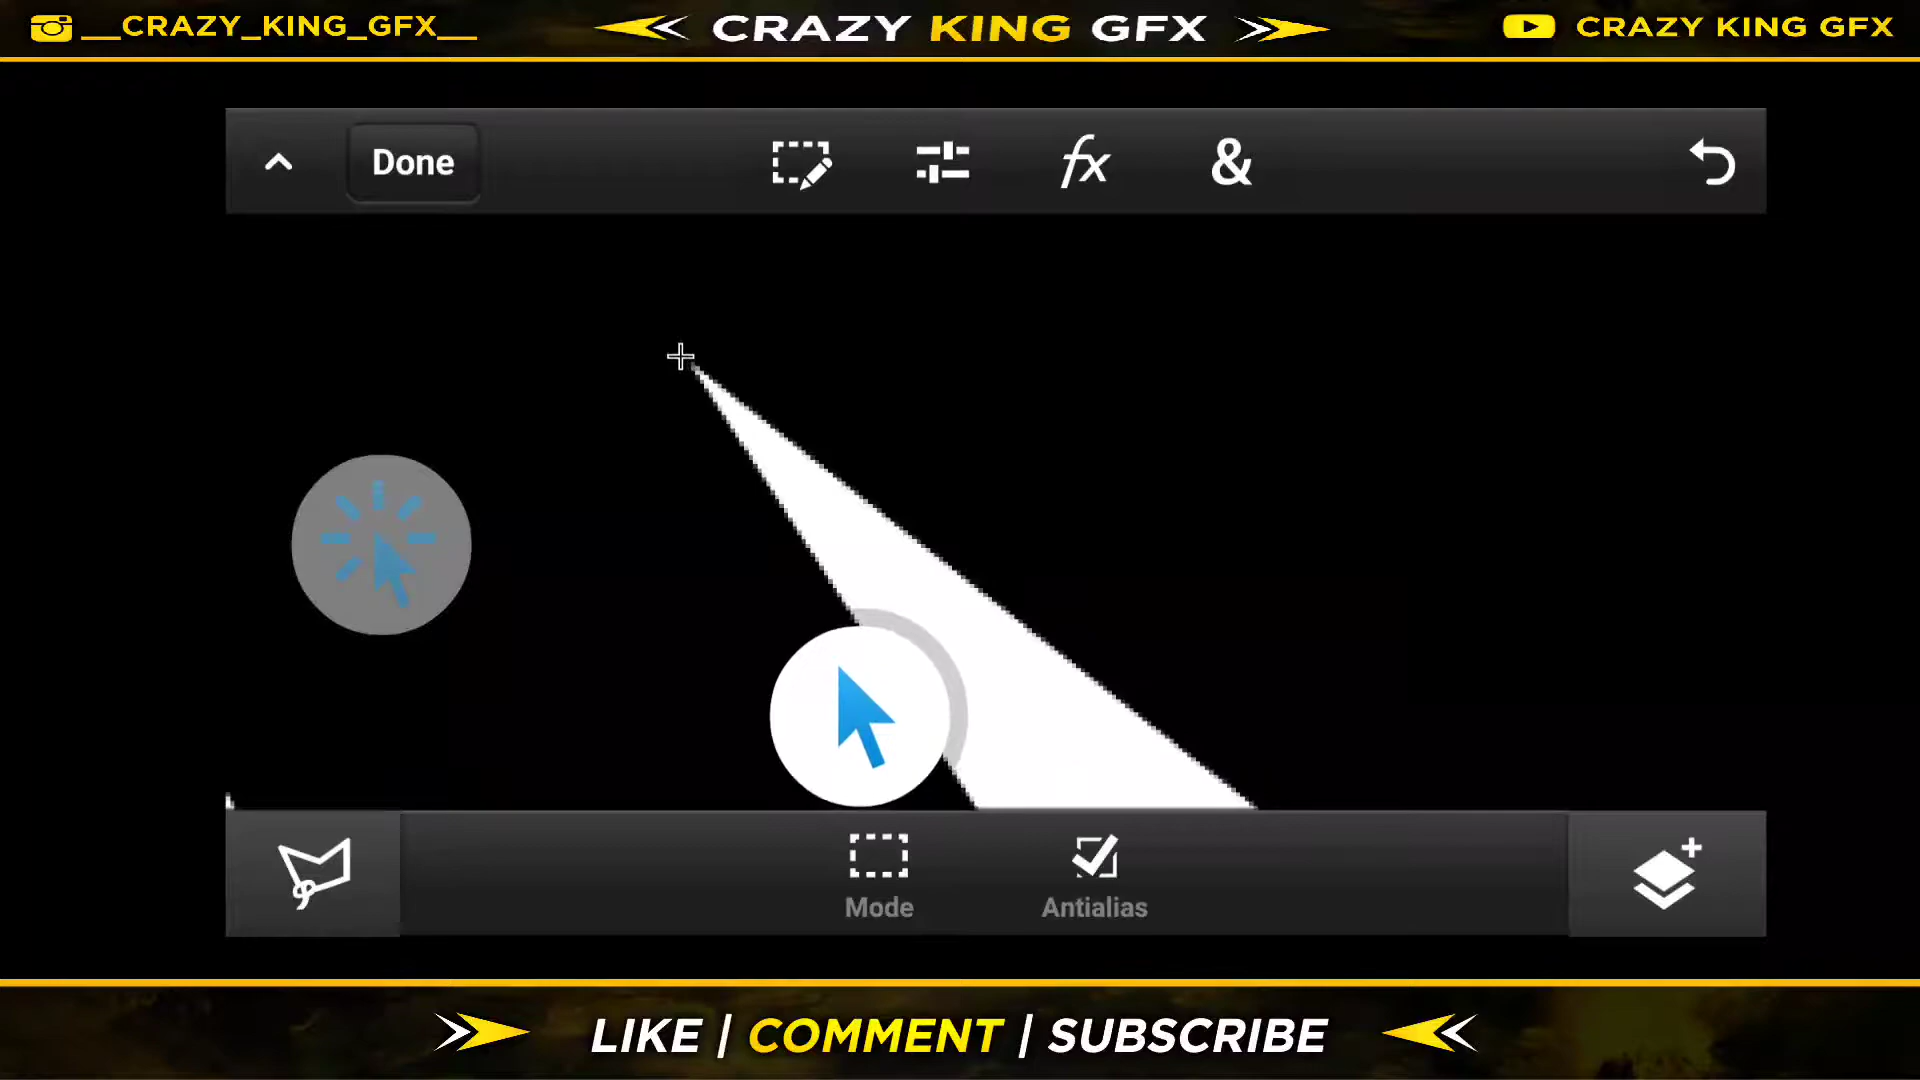 __CRAZY_KING_GFX__
CRAZY KING GFX
CRAZY KING GFX
Done
fx
&
Mode
Antialias
LIKE | COMMENT | SUBSCRIBE